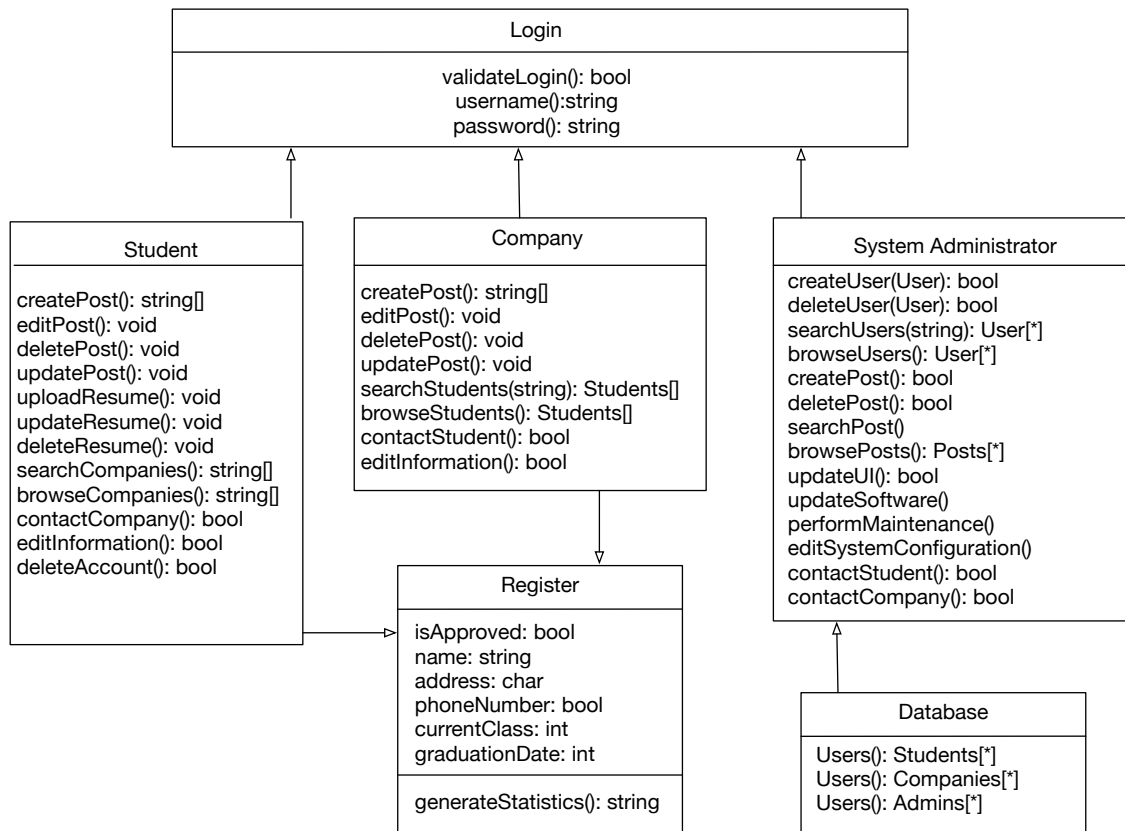 Login
validateLogin(): bool
username():string
password(): string
Student
createPost(): string[]
editPost(): void
deletePost(): void
updatePost(): void
uploadResume(): void
updateResume(): void
deleteResume(): void
searchCompanies(): string[]
browseCompanies(): string[]
contactCompany(): bool
editInformation(): bool
deleteAccount(): bool
Company
createPost(): string[]
editPost(): void
deletePost(): void
updatePost(): void
searchStudents(string): Students[]
browseStudents(): Students[]
contactStudent(): bool
editInformation(): bool
System Administrator
createUser(User): bool
deleteUser(User): bool
searchUsers(string): User[*]
browseUsers(): User[*]
createPost(): bool
deletePost(): bool
searchPost()
browsePosts(): Posts[*]
updateUI(): bool
updateSoftware()
performMaintenance()
editSystemConfiguration()
contactStudent(): bool
contactCompany(): bool
Register
isApproved: bool
name: string
address: char
phoneNumber: bool
currentClass: int
graduationDate: int
generateStatistics(): string
Database
Users(): Students[*]
Users(): Companies[*]
Users(): Admins[*]